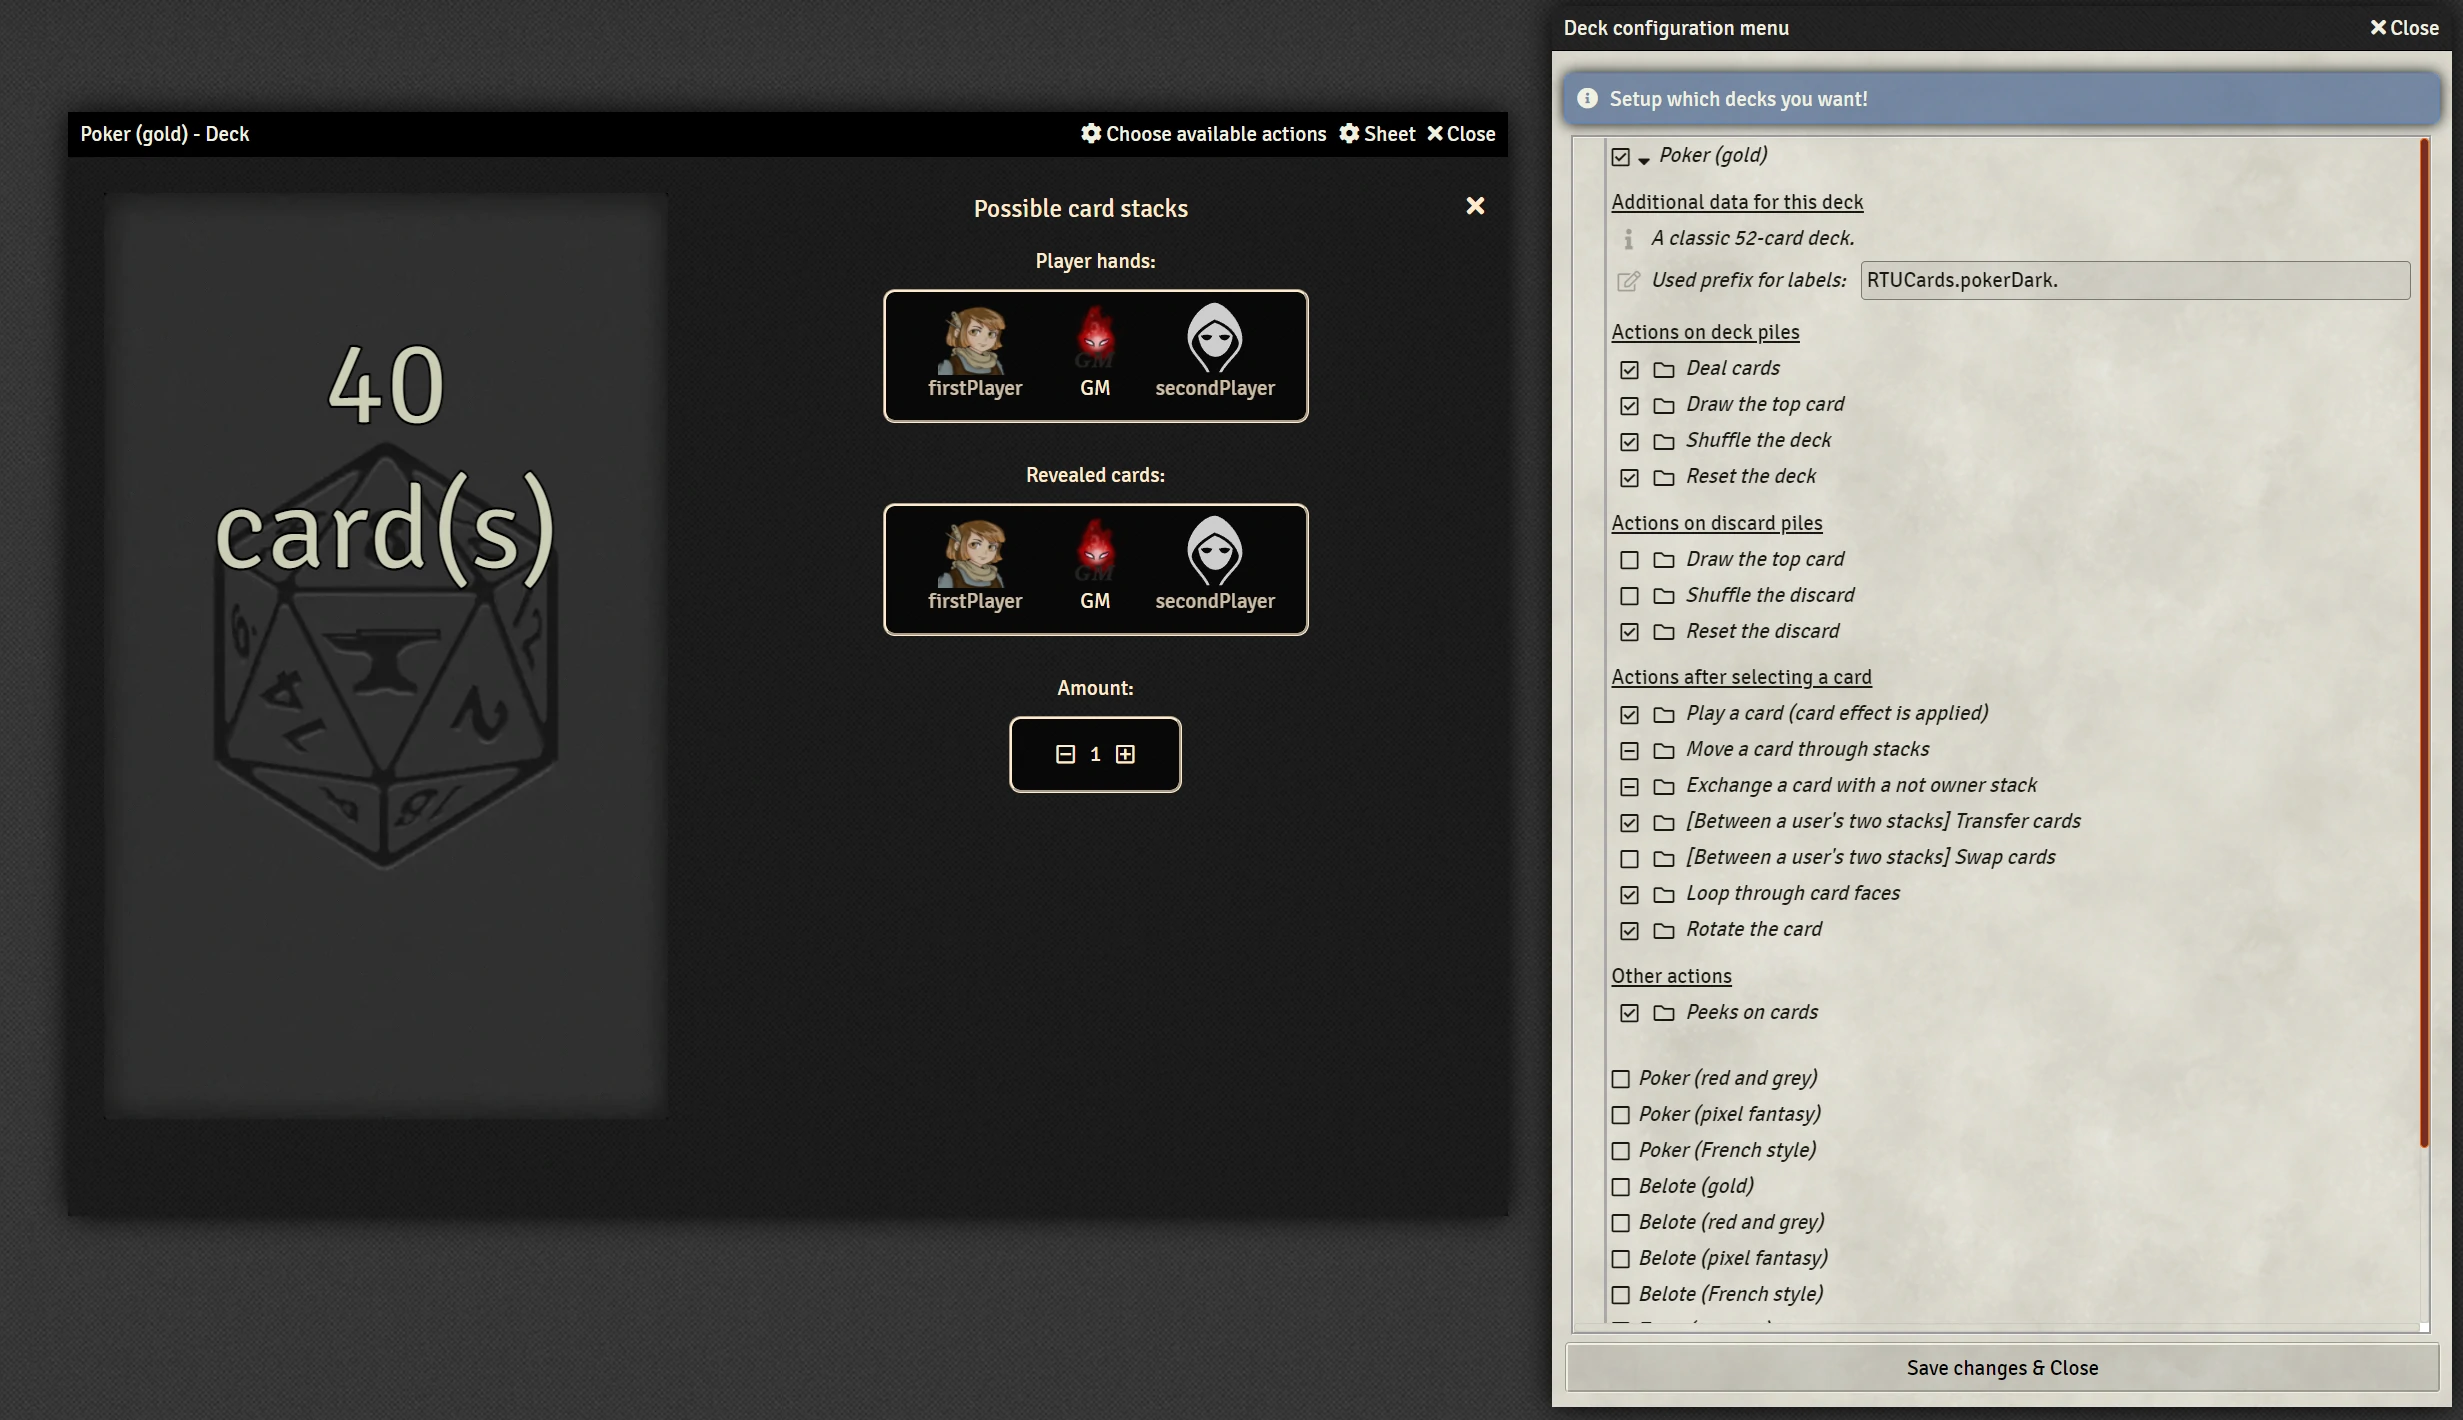 Poker (gold) - Deck
Choose available actions Sheet Close
40
card(s)
Possible card stacks
Player hands:
firstPlayer GM secondPlayer
Revealed cards:
firstPlayer GM secondPlayer
Amount:
1
Deck configuration menu
Close
Setup which decks you want!
Poker (gold)
Additional data for this deck
A classic 52-card deck.
Used prefix for labels: RTUCards.pokerDark.
Actions on deck piles
Deal cards
Draw the top card
Shuffle the deck
Reset the deck
Actions on discard piles
Draw the top card
Shuffle the discard
Reset the discard
Actions after selecting a card
Play a card (card effect is applied)
Move a card through stacks
Exchange a card with a not owner stack
[Between a user's two stacks] Transfer cards
[Between a user's two stacks] Swap cards
Loop through card faces
Rotate the card
Other actions
Peeks on cards
Poker (red and grey)
Poker (pixel fantasy)
Poker (French style)
Belote (gold)
Belote (red and grey)
Belote (pixel fantasy)
Belote (French style)
Save changes & Close